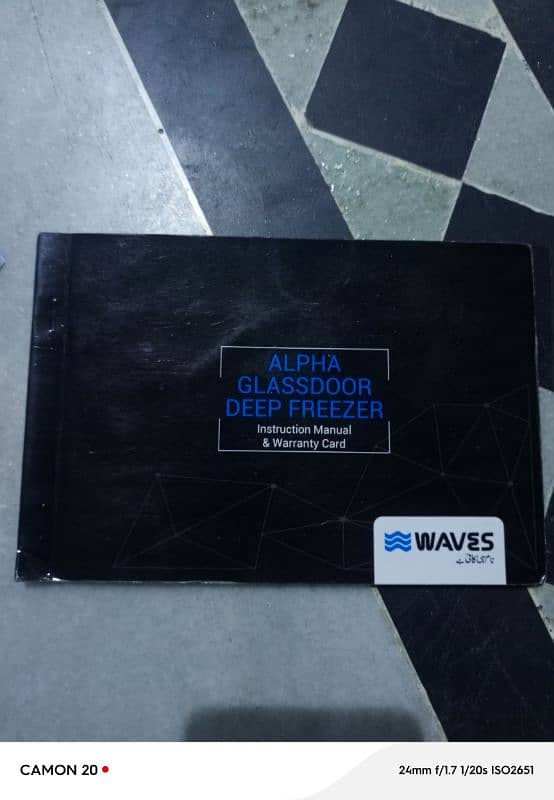 ALPHA
GLASSDOOR
DEEP FREEZER
Instruction Manual
& Warranty Card
WAVES
CAMON 20
24mm f/1.7 1/20s ISO2651